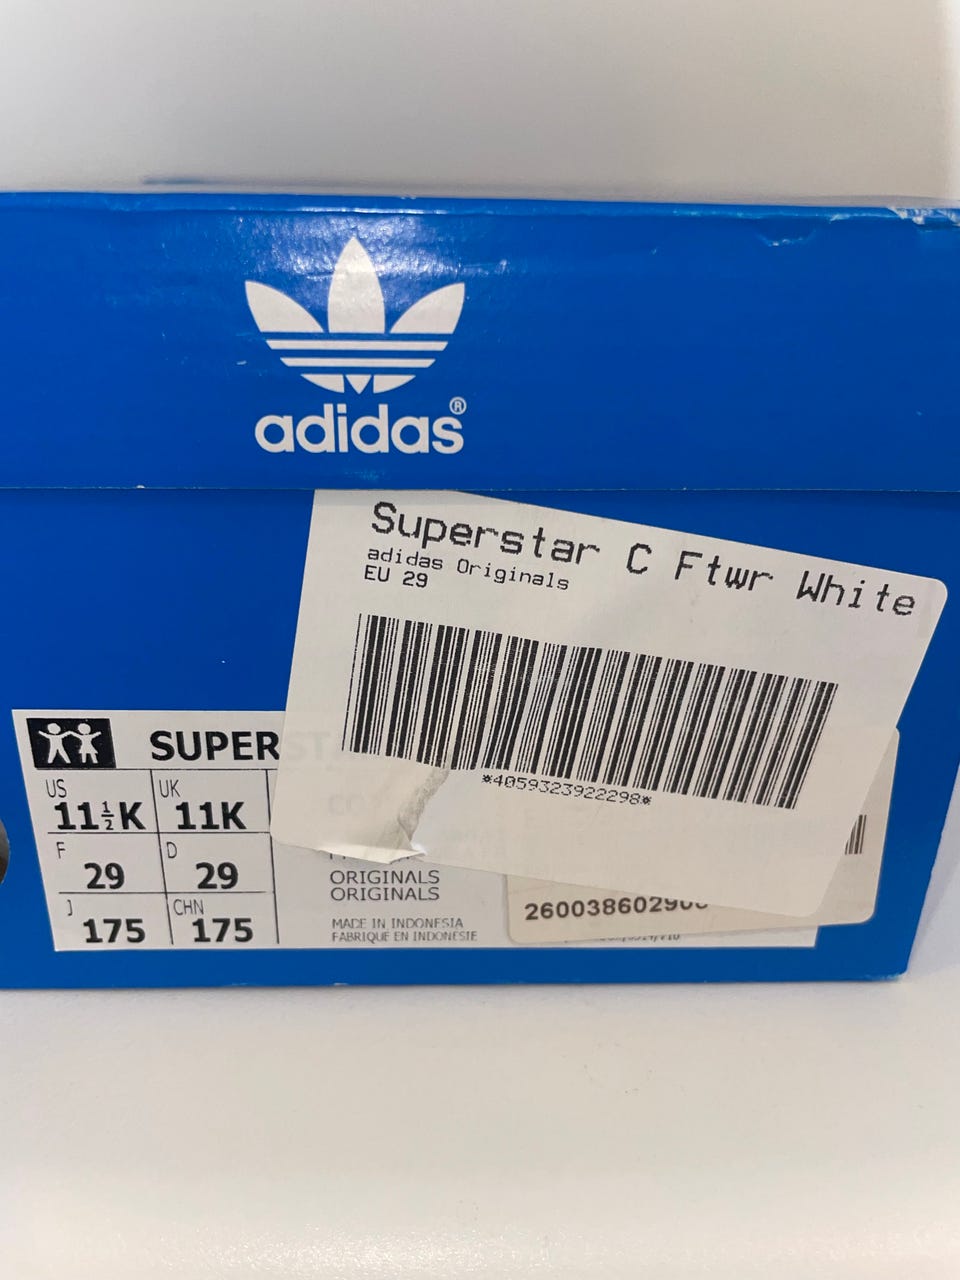 adidas®
Superstar C Ftwr White
adidas Originals
EU 29
*4059323922298*
SUPERSTAR
US
11½K
UK
11K
F
29
D
29
J
175
CHN
175
ORIGINALS
ORIGINALS
MADE IN INDONESIA
FABRIQUE EN INDONESIE